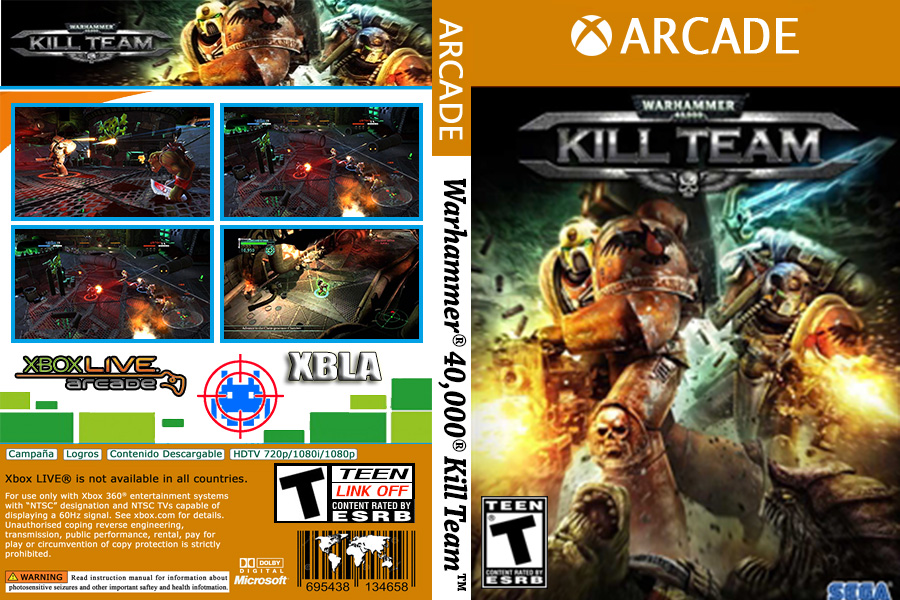 WARHAMMER
40,000
KILL TEAM
XBOX LIVE
arcade
XBLA
Campaña
Logros
Contenido Descargable
HDTV 720p/1080i/1080p
Xbox LIVE® is not available in all countries.
For use only with Xbox 360® entertainment systems
with "NTSC" designation and NTSC TVs capable of
displaying a 60Hz signal. See xbox.com for details.
Unauthorised coping reverse engineering,
transmission, public performance, rental, pay for
play or circumvention of copy protection is strictly
prohibited.
WARNING Read instruction manual for information about
photosensitive seizures and other important saftey and health infotmation.
T
TEEN
LINK OFF
CONTENT RATED BY
ESRB
DOLBY
DIGITAL
Microsoft
695438 134658
ARCADE
Warhammer® 40,000® Kill Team™
ARCADE
WARHAMMER
40,000
KILL TEAM
VIII
TEEN
T
CONTENT RATED BY
ESRB
SEGA